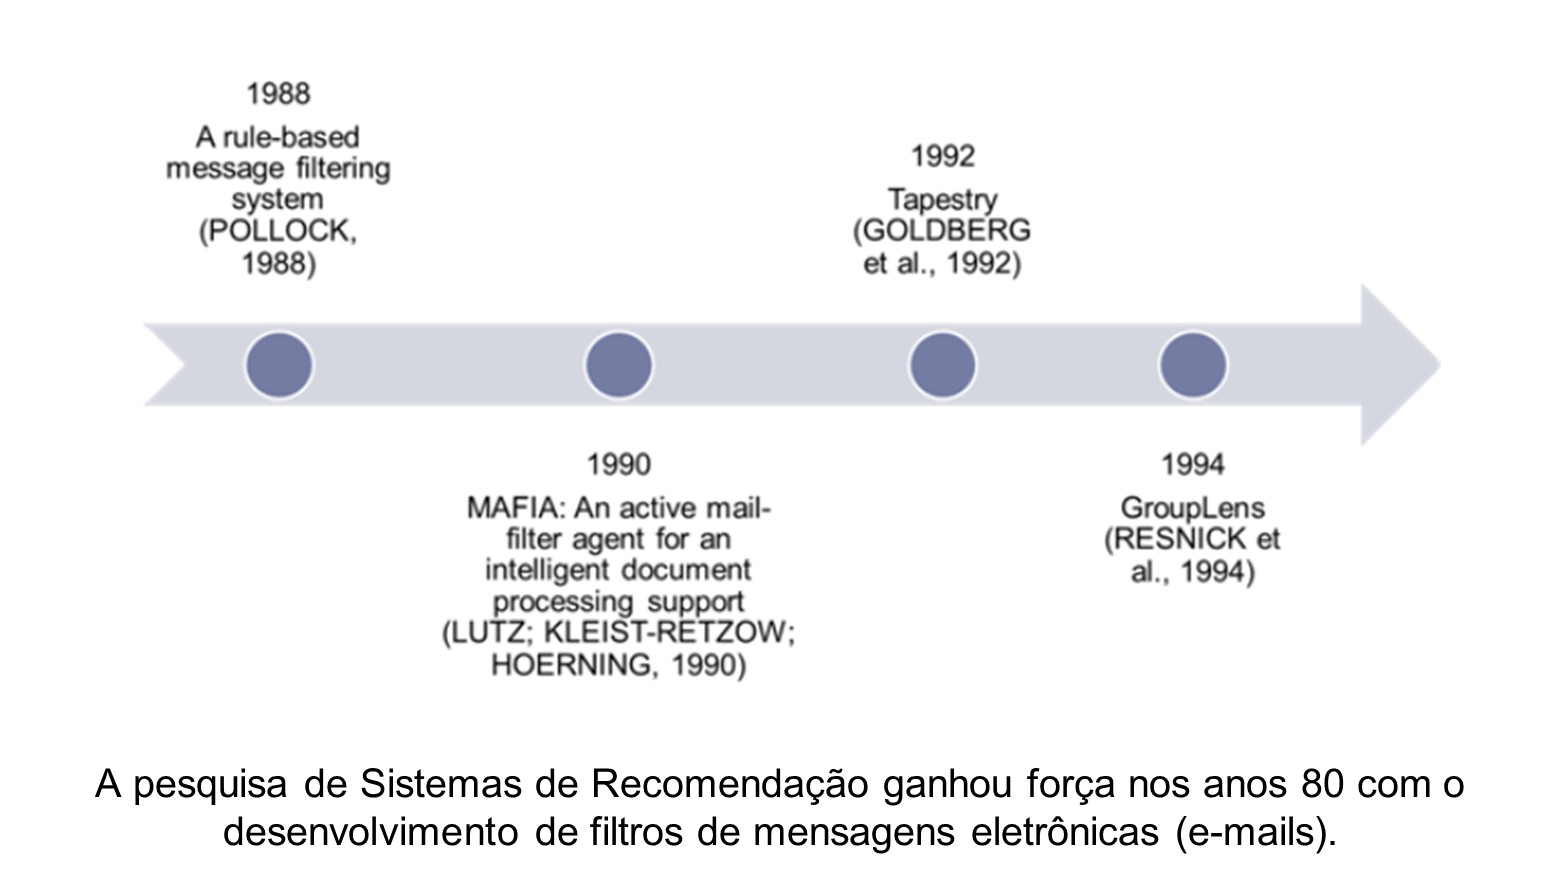 1988
A rule-based
message filtering
system
(POLLOCK,
1988)
1990
MAFIA: An active mail-
filter agent for an
intelligent document
processing support
(LUTZ; KLEIST-RETZOW;
HOERNING, 1990)
1992
Tapestry
(GOLDBERG
et al., 1992)
1994
GroupLens
(RESNICK et
al., 1994)
A pesquisa de Sistemas de Recomendação ganhou força nos anos 80 com o
desenvolvimento de filtros de mensagens eletrônicas (e-mails).